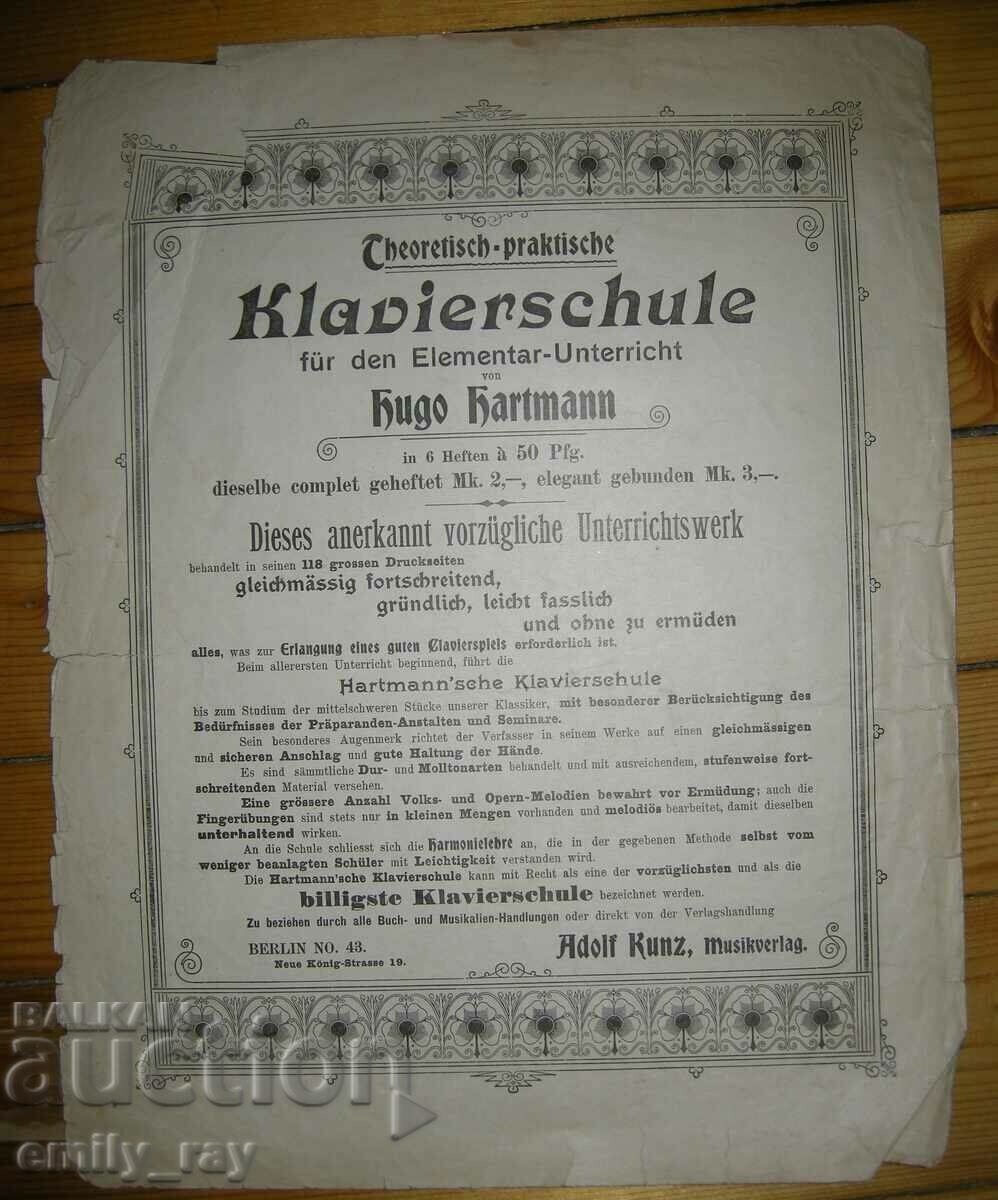 Theoretisch-praktische
Klavierschule
für den Elementar-Unterricht
von
Hugo Hartmann
in 6 Heften à 50 Pfg.
dieselbe complet geheftet Mk. 2,—, elegant gebunden Mk. 3,—.
Dieses anerkannt vorzügliche Unterrichtswerk
behandelt in seinen 118 grossen Druckseiten
gleichmässig fortschreitend,
gründlich, leicht fasslich
und ohne zu ermüden
alles, was zur Erlangung eines guten Clavierspiels erforderlich ist.
Beim allerersten Unterricht beginnend, führt die
Hartmann'sche Klavierschule
bis zum Studium der mittelschweren Stücke unserer Klassiker, mit besonderer Berücksichtigung des
Bedürfnisses der Präparanden-Anstalten und Seminare.
Sein besonderes Augenmerk richtet der Verfasser in seinem Werke auf einen gleichmässigen
und sicheren Anschlag und gute Haltung der Hände.
Es sind sämmtliche Dur- und Molltonarten behandelt und mit ausreichendem, stufenweise fort-
schreitenden Material versehen.
Eine grössere Anzahl Volks- und Opern-Melodien bewahrt vor Ermüdung; auch die
Fingerübungen sind stets nur in kleinen Mengen vorhanden und melodiös bearbeitet, damit dieselben
unterhaltend wirken.
An die Schule schliesst sich die Harmonielehre an, die in der gegebenen Methode selbst vom
weniger beanlagten Schüler mit Leichtigkeit verstanden wird.
Die Hartmann'sche Klavierschule kann mit Recht als eine der vorzüglichsten und als die
billigste Klavierschule bezeichnet werden.
Zu beziehen durch alle Buch- und Musikalien-Handlungen oder direkt von der Verlagshandlung
BERLIN NO. 43.
Neue König-Strasse 19.
Adolf Kunz, Musikverlag.
BALKAN
auction
emily_ray